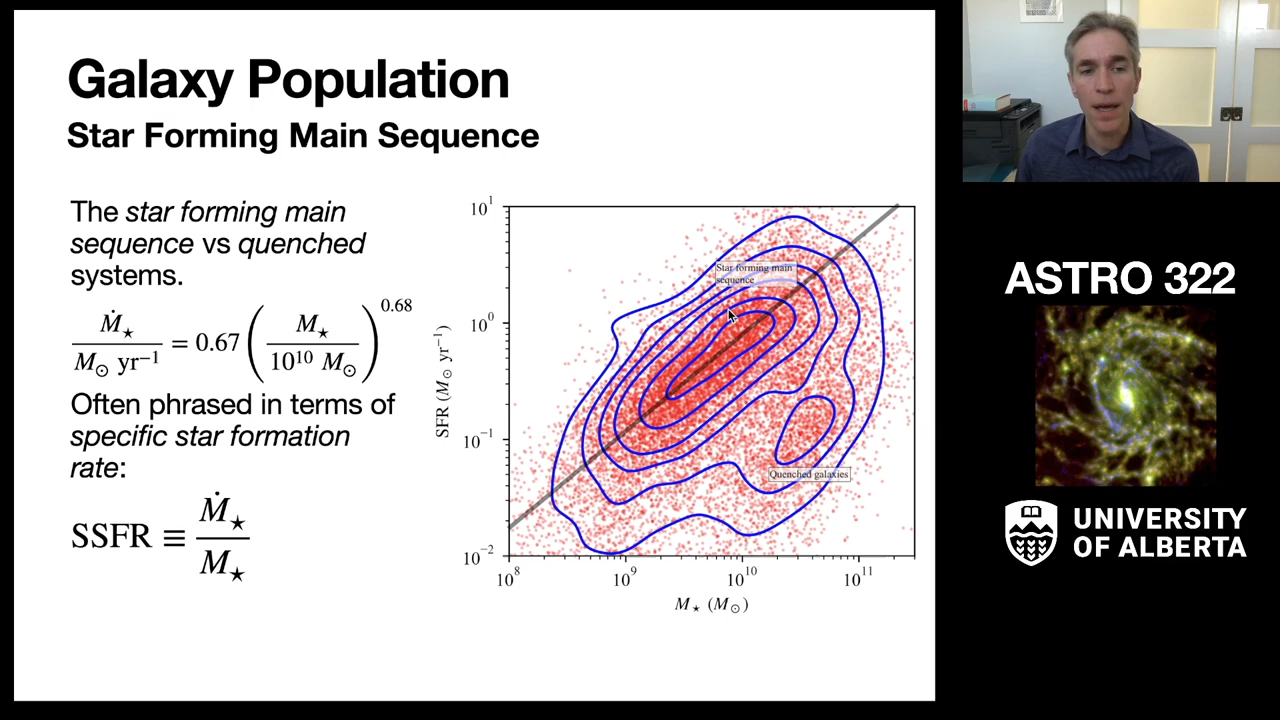 Galaxy Population
Star Forming Main Sequence
The star forming main
sequence vs quenched
systems.
Ṁ⋆ / M⊙ yr⁻¹ = 0.67 (M⋆ / 10¹⁰ M⊙)^0.68
Often phrased in terms of
specific star formation
rate:
SSFR ≡ Ṁ⋆ / M⋆
10¹
10⁰
10⁻¹
10⁻²
SFR (M⊙ yr⁻¹)
Star forming main
sequence
Quenched galaxies
10⁸ 10⁹ 10¹⁰ 10¹¹
M⋆ (M⊙)
ASTRO 322
UNIVERSITY
OF ALBERTA